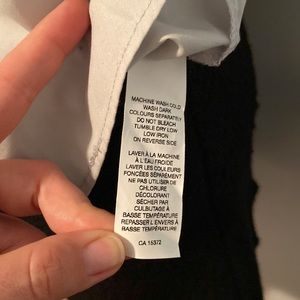 MACHINE WASH COLD
WASH DARK
COLOURS SEPARATELY
DO NOT BLEACH
TUMBLE DRY LOW
LOW IRON
ON REVERSE SIDE
LAVER À LA MACHINE
À L'EAU FROIDE
LAVER LES COULEURS
FONCÉES SÉPARÉMENT
NE PAS UTILISER DE
CHLORURE
DÉCOLORANT
SÉCHER PAR
CULBUTAGE À
BASSE TEMPÉRATURE
REPASSER L'ENVERS À
BASSE TEMPÉRATURE
CA 15372